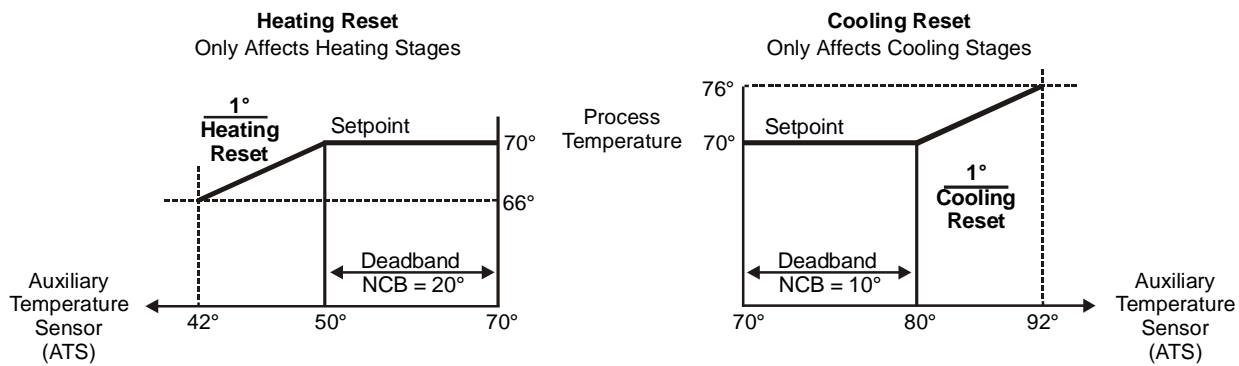 Heating Reset
Only Affects Heating Stages
1°
Heating
Reset
Setpoint
70°
66°
Deadband
NCB = 20°
Auxiliary
Temperature
Sensor
(ATS)
42°
50°
70°
Cooling Reset
Only Affects Cooling Stages
Process
Temperature
76°
70°
Setpoint
1°
Cooling
Reset
Deadband
NCB = 10°
70°
80°
92°
Auxiliary
Temperature
Sensor
(ATS)